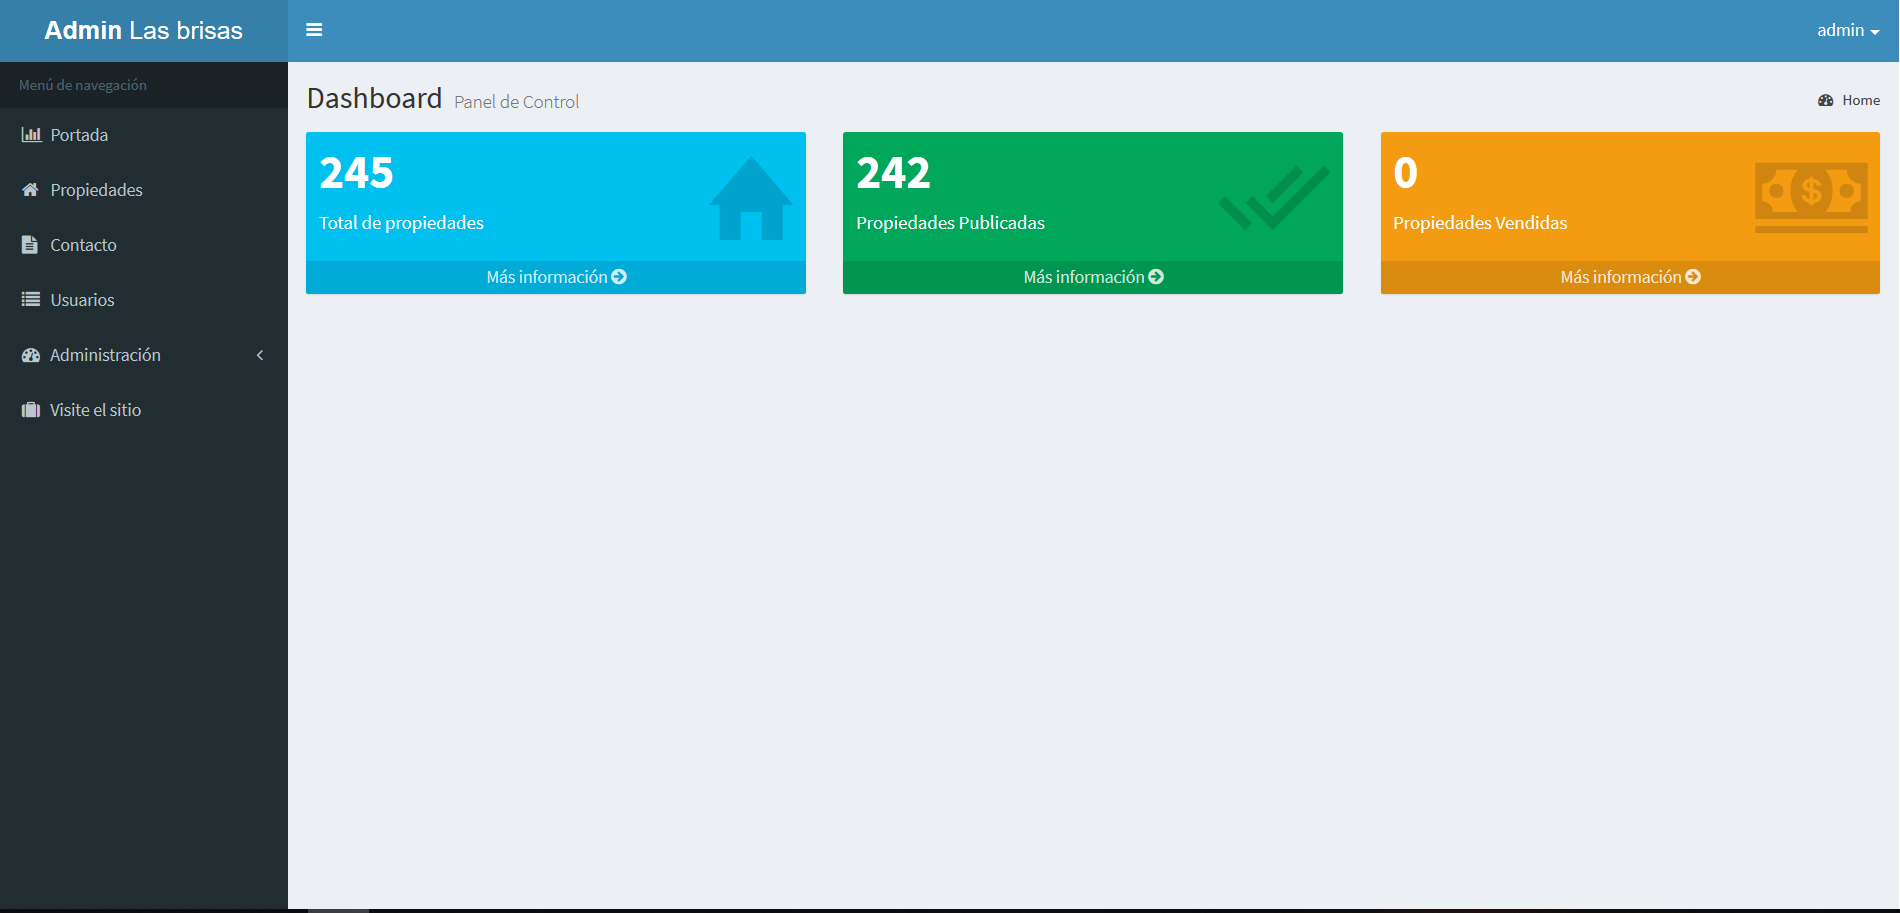 Admin Las brisas
admin
Menú de navegación
Portada
Propiedades
Contacto
Usuarios
Administración
Visite el sitio
Dashboard Panel de Control
Home
245
Total de propiedades
Más información
242
Propiedades Publicadas
Más información
0
Propiedades Vendidas
Más información